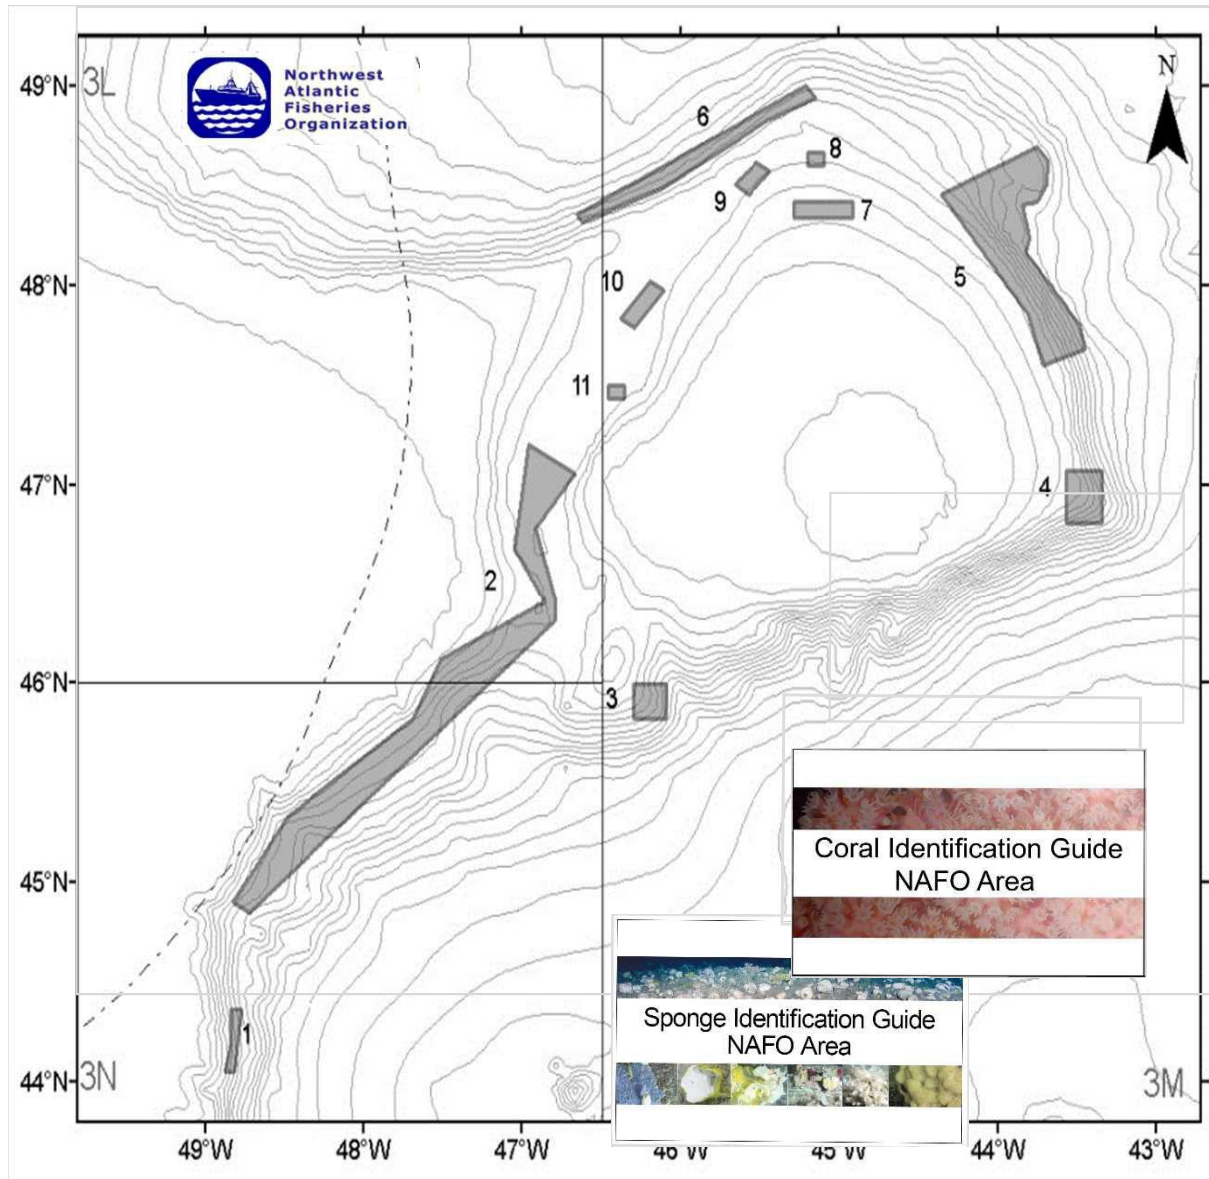 49°N
3L
Northwest
Atlantic
Fisheries
Organization
N
6
8
9
7
5
48°N
10
11
47°N
4
2
46°N
3
Coral Identification Guide
NAFO Area
45°N
Sponge Identification Guide
NAFO Area
1
44°N
3N
3M
49°W
48°W
47°W
46°W
45°W
44°W
43°W